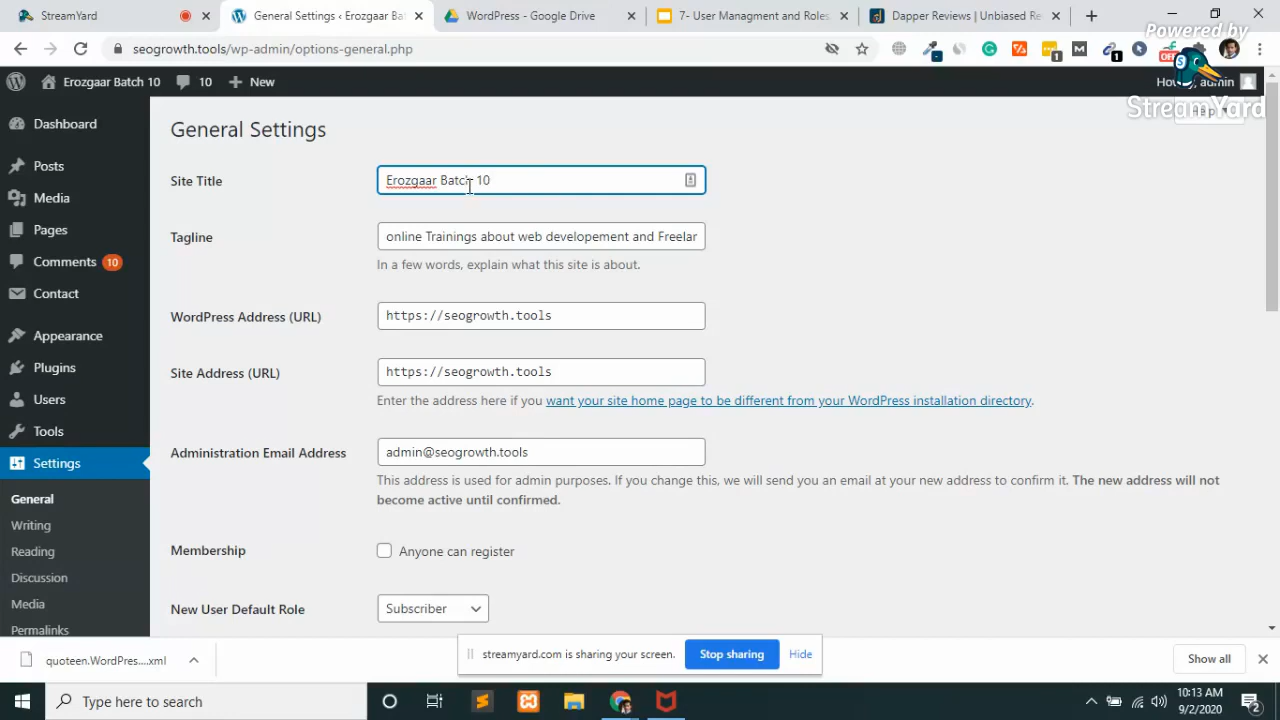 StreamYard
General Settings ‹ Erozgaar Bat
WordPress - Google Drive
7- User Managment and Roles
Dapper Reviews | Unbiased Re
seogrowth.tools/wp-admin/options-general.php
Powered by
StreamYard
Erozgaar Batch 10
10
New
Howdy, admin
Help
Dashboard
Posts
Media
Pages
Comments 10
Contact
Appearance
Plugins
Users
Tools
Settings
General
Writing
Reading
Discussion
Media
Permalinks
General Settings
Site Title
Erozgaar Batch 10
Tagline
online Trainings about web developement and Freelar
In a few words, explain what this site is about.
WordPress Address (URL)
https://seogrowth.tools
Site Address (URL)
https://seogrowth.tools
Enter the address here if you want your site home page to be different from your WordPress installation directory.
Administration Email Address
admin@seogrowth.tools
This address is used for admin purposes. If you change this, we will send you an email at your new address to confirm it. The new address will not
become active until confirmed.
Membership
Anyone can register
New User Default Role
Subscriber
streamyard.com is sharing your screen.
Stop sharing
Hide
quoteen.WordPres....xml
Show all
Type here to search
10:13 AM
9/2/2020
2